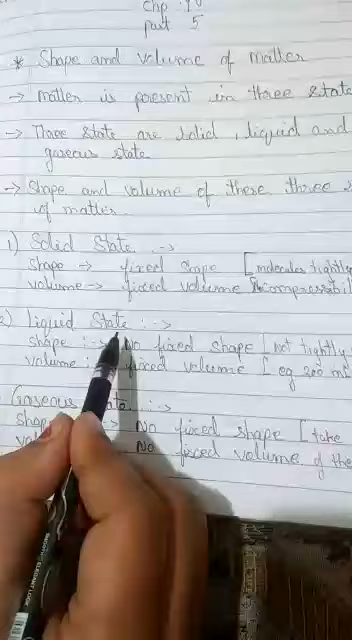 Chp :
part 5
* Shape and volume of matter
→ matter is present in three state
→ Three state are solid, liquid and
gaseous state
→ Shape and volume of these three
of matter.
1) Solid State :→
shape → fixed shape [molecules tightly
volume → fixed volume
2) Liquid State :→
shape :→ No fixed shape [not tightly
volume : fixed volume [eg 200 ml
Gaseous :→
No fixed shape [take
No fixed volume of the